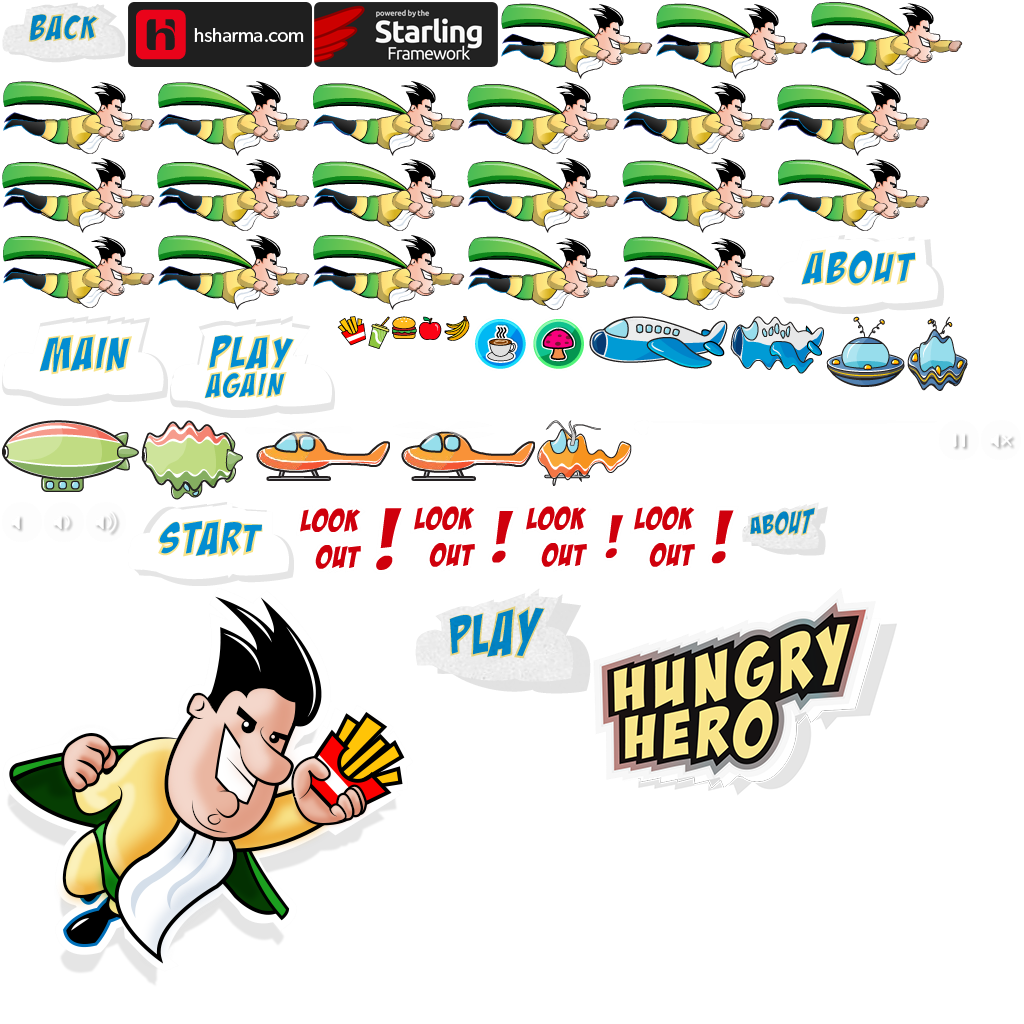 BACK
hsharma.com
powered by the
Starling
Framework
ABOUT
MAIN
PLAY
AGAIN
START
LOOK
OUT!
LOOK
OUT!
LOOK
OUT!
LOOK
OUT!
ABOUT
PLAY
HUNGRY
HERO